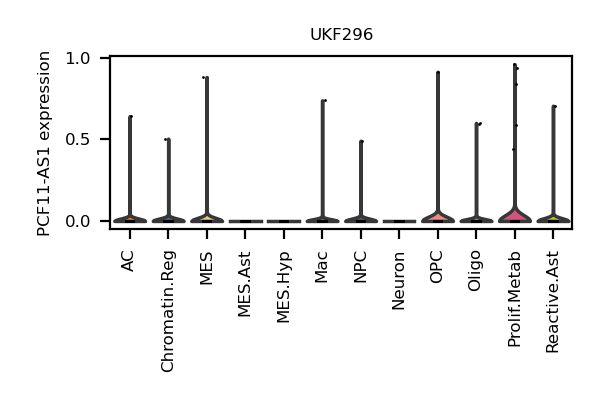 UKF296
PCF11-AS1 expression
1.0
0.5
0.0
AC
Chromatin.Reg
MES
MES.Ast
MES.Hyp
Mac
NPC
Neuron
OPC
Oligo
Prolif.Metab
Reactive.Ast